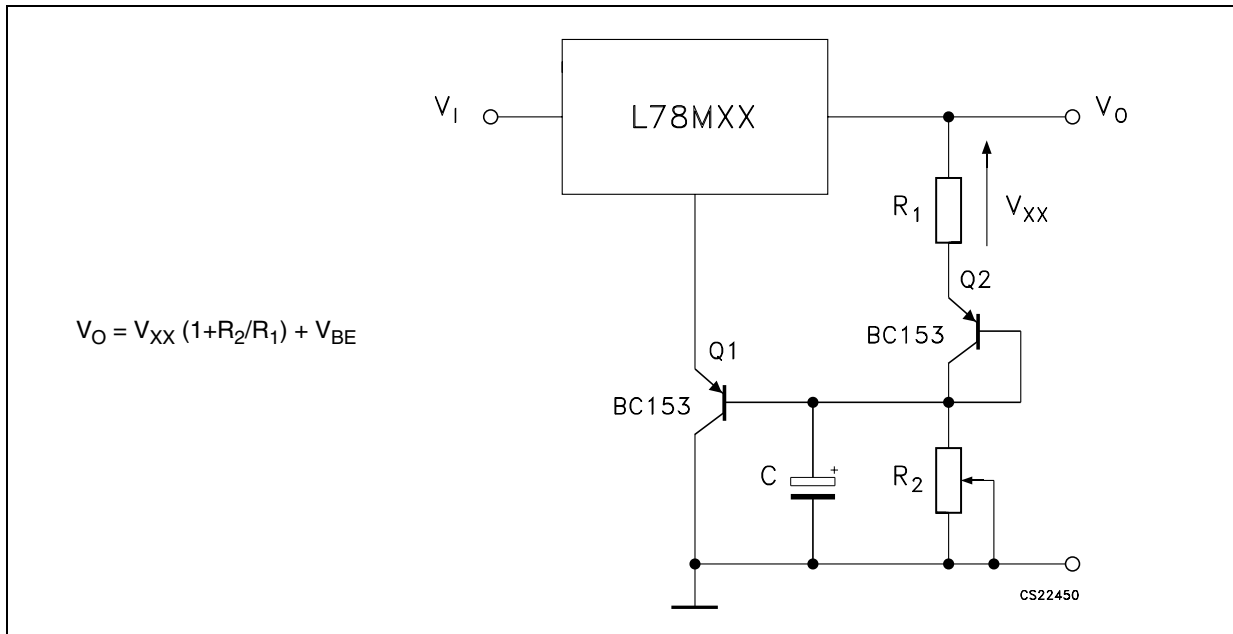 L78MXX
V_I
V_O
R_1
V_XX
Q2
BC153
V_O = V_XX (1+R_2/R_1) + V_BE
Q1
BC153
C
+
R_2
CS22450